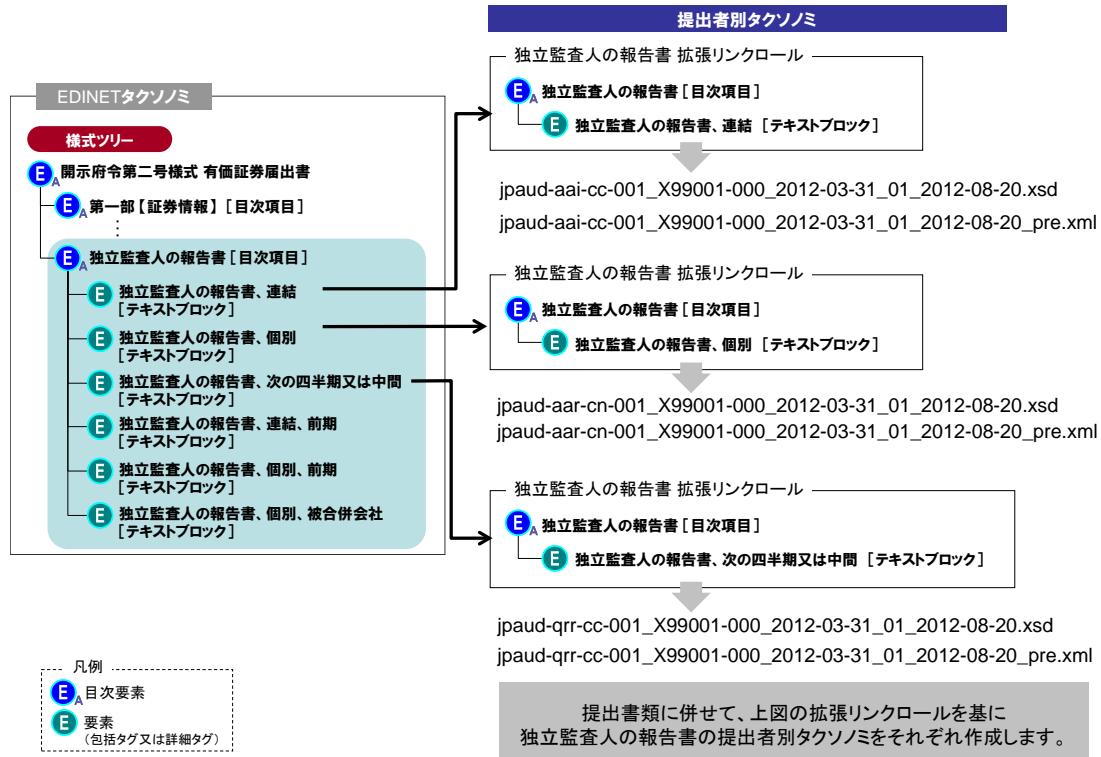 EDINETタクソノミ
様式ツリー
E A 開示府令第二号様式 有価証券届出書
E A 第一部【証券情報】 [目次項目]
⋮
E A 独立監査人の報告書[目次項目]
E 独立監査人の報告書、連結
[テキストブロック]
E 独立監査人の報告書、個別
[テキストブロック]
E 独立監査人の報告書、次の四半期又は中間
[テキストブロック]
E 独立監査人の報告書、連結、前期
[テキストブロック]
E 独立監査人の報告書、個別、前期
[テキストブロック]
E 独立監査人の報告書、個別、被合併会社
[テキストブロック]
凡例
E A 目次要素
E 要素
(包括タグ又は詳細タグ)
提出者別タクソノミ
独立監査人の報告書 拡張リンクロール
E A 独立監査人の報告書[目次項目]
E 独立監査人の報告書、連結 [テキストブロック]
jpaud-aai-cc-001_X99001-000_2012-03-31_01_2012-08-20.xsd
jpaud-aai-cc-001_X99001-000_2012-03-31_01_2012-08-20_pre.xml
独立監査人の報告書 拡張リンクロール
E A 独立監査人の報告書[目次項目]
E 独立監査人の報告書、個別 [テキストブロック]
jpaud-aar-cn-001_X99001-000_2012-03-31_01_2012-08-20.xsd
jpaud-aar-cn-001_X99001-000_2012-03-31_01_2012-08-20_pre.xml
独立監査人の報告書 拡張リンクロール
E A 独立監査人の報告書[目次項目]
E 独立監査人の報告書、次の四半期又は中間 [テキストブロック]
jpaud-qrr-cc-001_X99001-000_2012-03-31_01_2012-08-20.xsd
jpaud-qrr-cc-001_X99001-000_2012-03-31_01_2012-08-20_pre.xml
提出書類に併せて、上図の拡張リンクロールを基に
独立監査人の報告書の提出者別タクソノミをそれぞれ作成します。